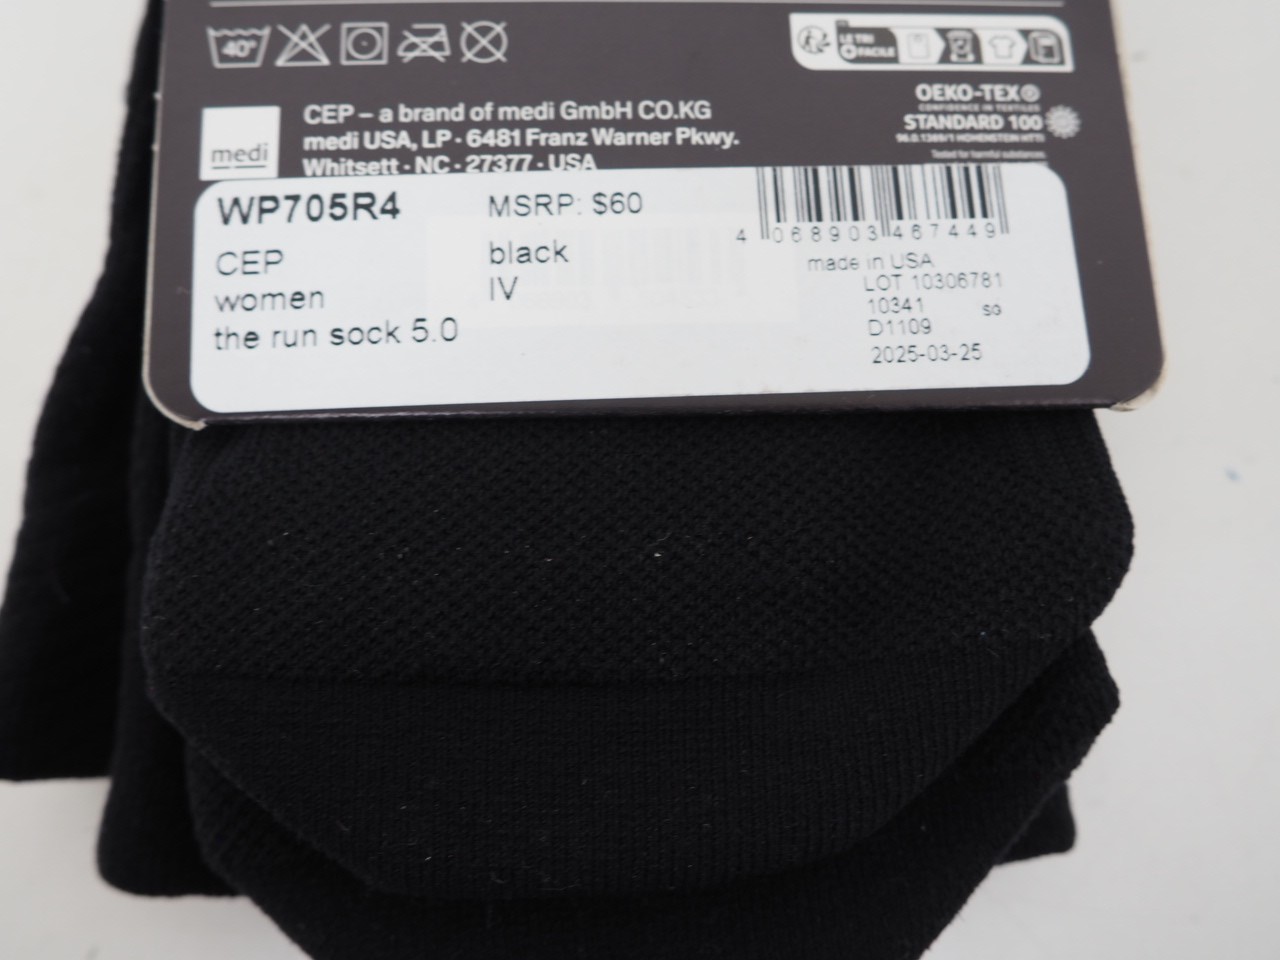 40°
LE TRI
+ FACILE
OEKO-TEX®
CONFIDENCE IN TEXTILES
STANDARD 100
Tested for harmful substances
medi
CEP – a brand of medi GmbH CO.KG
medi USA, LP · 6481 Franz Warner Pkwy.
Whitsett · NC · 27377 · USA
WP705R4
CEP
women
the run sock 5.0
MSRP: $60
black
IV
4 068903 467449
made in USA
LOT 10306781
10341 sg
D1109
2025-03-25